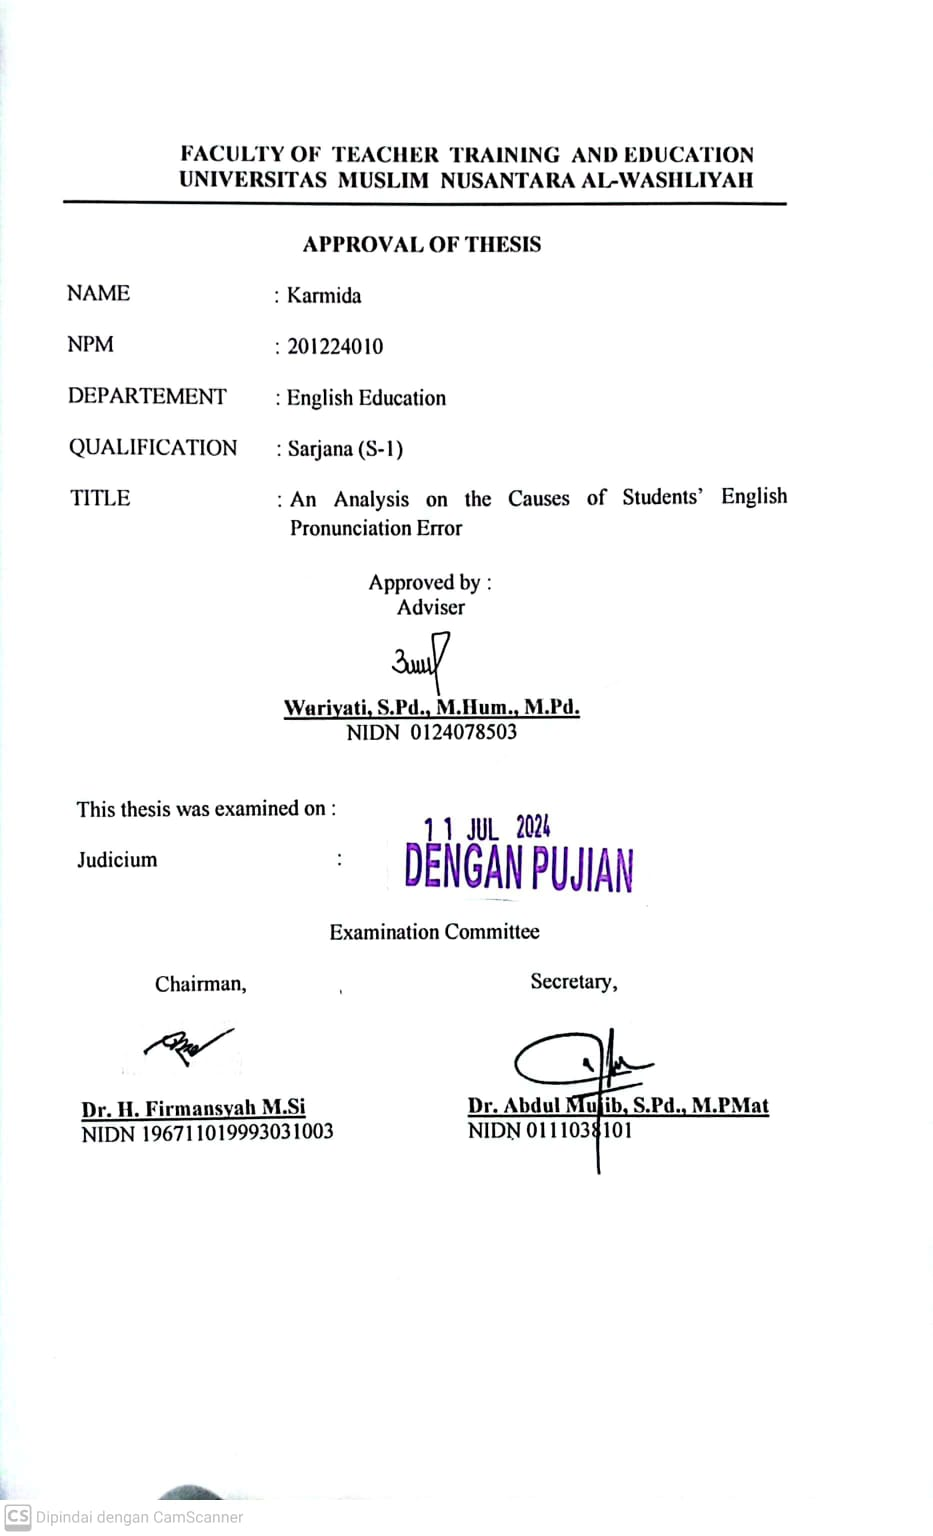 FACULTY OF TEACHER TRAINING AND EDUCATION
UNIVERSITAS MUSLIM NUSANTARA AL-WASHLIYAH
APPROVAL OF THESIS
NAME : Karmida
NPM : 201224010
DEPARTEMENT : English Education
QUALIFICATION : Sarjana (S-1)
TITLE : An Analysis on the Causes of Students' English
Pronunciation Error
Approved by :
Adviser
Wariyati, S.Pd., M.Hum., M.Pd.
NIDN 0124078503
This thesis was examined on : 11 JUL 2024
Judicium : DENGAN PUJIAN
Examination Committee
Chairman, Secretary,
Dr. H. Firmansyah M.Si Dr. Abdul Mujib, S.Pd., M.PMat
NIDN 196711019993031003 NIDN 0111038101
CS Dipindai dengan CamScanner